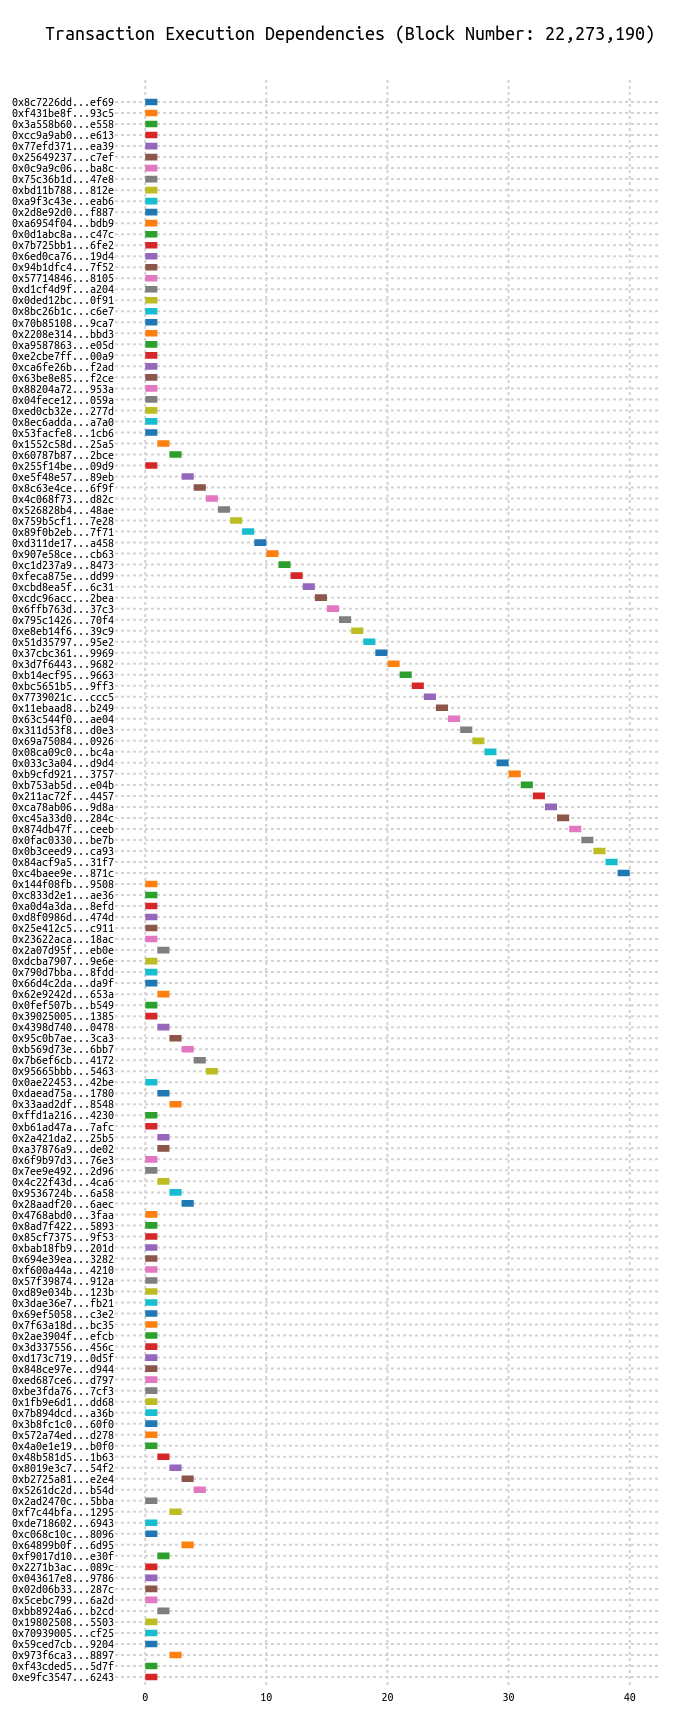 Transaction Execution Dependencies (Block Number: 22,273,190)
0x8c7226dd...ef69
0xf431be8f...93c5
0x3a558b60...e558
0xcc9a9ab0...e613
0x77efd371...ea39
0x25649237...c7ef
0x0c9a9c06...ba8c
0x75c36b1d...47e8
0xbd11b788...812e
0xa9f3c43e...eab6
0x2d8e92d0...f887
0xa6954f04...bdb9
0x0d1abc8a...c47c
0x7b725bb1...6fe2
0x6ed0ca76...19d4
0x94b1dfc4...7f52
0x57714846...8105
0xd1cf4d9f...a204
0x0ded12bc...0f91
0x8bc26b1c...c6e7
0x70b85108...9ca7
0x2208e314...bbd3
0xa9587863...e05d
0xe2cbe7ff...00a9
0xca6fe26b...f2ad
0x63be8e85...f2ce
0x88204a72...953a
0x04fece12...059a
0xed0cb32e...277d
0x8ec6adda...a7a0
0x53facfe8...1cb6
0x1552c58d...25a5
0x60787b87...2bce
0x255f14be...09d9
0xe5f48e57...89eb
0x8c63e4ce...6f9f
0x4c068f73...d82c
0x526828b4...48ae
0x759b5cf1...7e28
0x89f0b2eb...7f71
0xd311de17...a458
0x907e58ce...cb63
0xc1d237a9...8473
0xfeca875e...dd99
0xcbd8ea5f...6c31
0xcdc96acc...2bea
0x6ffb763d...37c3
0x795c1426...70f4
0xe8eb14f6...39c9
0x51d35797...95e2
0x37cbc361...9969
0x3d7f6443...9682
0xb14ecf95...9663
0xbc5651b5...9ff3
0x7739021c...ccc5
0x11ebaad8...b249
0x63c544f0...ae04
0x311d53f8...d0e3
0x69a75084...0926
0x08ca09c0...bc4a
0x033c3a04...d9d4
0xb9cfd921...3757
0xb753ab5d...e04b
0x211ac72f...4457
0xca78ab06...9d8a
0xc45a33d0...284c
0x874db47f...ceeb
0x0fac0330...be7b
0x0b3ceed9...ca93
0x84acf9a5...31f7
0xc4baee9e...871c
0x144f08fb...9508
0xc833d2e1...ae36
0xa0d4a3da...8efd
0xd8f0986d...474d
0x25e412c5...c911
0x23622aca...18ac
0x2a07d95f...eb0e
0xdcba7907...9e6e
0x790d7bba...8fdd
0x66d4c2da...da9f
0x62e9242d...653a
0x0fef507b...b549
0x39025005...1385
0x4398d740...0478
0x95c0b7ae...3ca3
0xb569d73e...6bb7
0x7b6ef6cb...4172
0x95665bbb...5463
0x0ae22453...42be
0xdaead75a...1780
0x33aad2df...8548
0xffd1a216...4230
0xb61ad47a...7afc
0x2a421da2...25b5
0xa37876a9...de02
0x6f9b97d3...76e3
0x7ee9e492...2d96
0x4c22f43d...4ca6
0x9536724b...6a58
0x28aadf20...6aec
0x4768abd0...3faa
0x8ad7f422...5893
0x85cf7375...9f53
0xbab18fb9...201d
0x694e39ea...3282
0xf600a44a...4210
0x57f39874...912a
0xd89e034b...123b
0x3dae36e7...fb21
0x69ef5058...c3e2
0x7f63a18d...bc35
0x2ae3904f...efcb
0x3d337556...456c
0xd173c719...0d5f
0x848ce97e...d944
0xed687ce6...d797
0xbe3fda76...7cf3
0x1fb9e6d1...dd68
0x7b894dcd...a36b
0x3b8fc1c0...60f0
0x572a74ed...d278
0x4a0e1e19...b0f0
0x48b581d5...1b63
0x8019e3c7...54f2
0xb2725a81...e2e4
0x5261dc2d...b54d
0x2ad2470c...5bba
0xf7c44bfa...1295
0xde718602...6943
0xc068c10c...8096
0x64899b0f...6d95
0xf9017d10...e30f
0x2271b3ac...089c
0x043617e8...9786
0x02d06b33...287c
0x5cebc799...6a2d
0xbb8924a6...b2cd
0x19802508...5503
0x70939005...cf25
0x59ced7cb...9204
0x973f6ca3...8897
0xf43cded5...5d7f
0xe9fc3547...6243
0 10 20 30 40